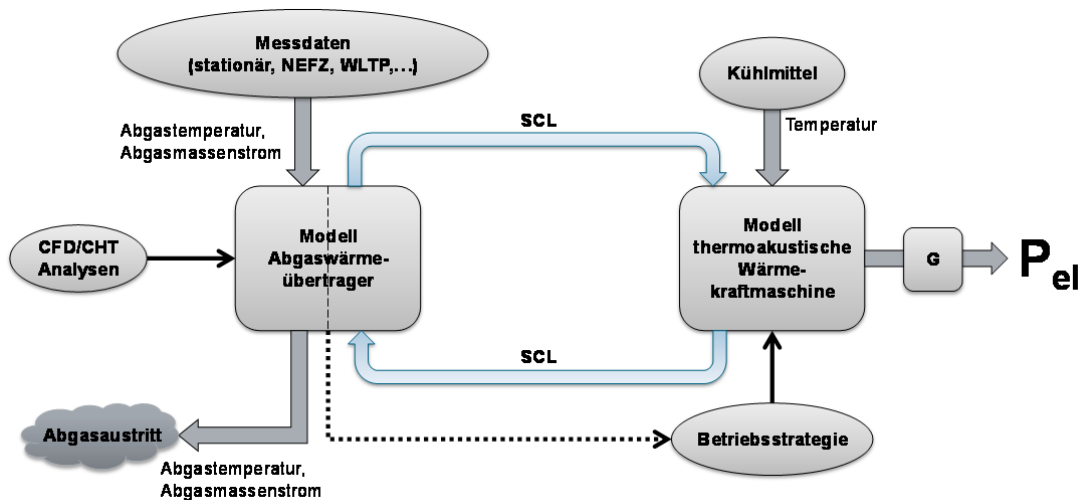 Messdaten
(stationär, NEFZ, WLTP,...)
Kühlmittel
Abgastemperatur,
Abgasmassenstrom
SCL
Temperatur
CFD/CHT
Analysen
Modell
Abgaswärme-
übertrager
Modell
thermoakustische
Wärme-
kraftmaschine
G
Pel
SCL
Abgasaustritt
Betriebsstrategie
Abgastemperatur,
Abgasmassenstrom